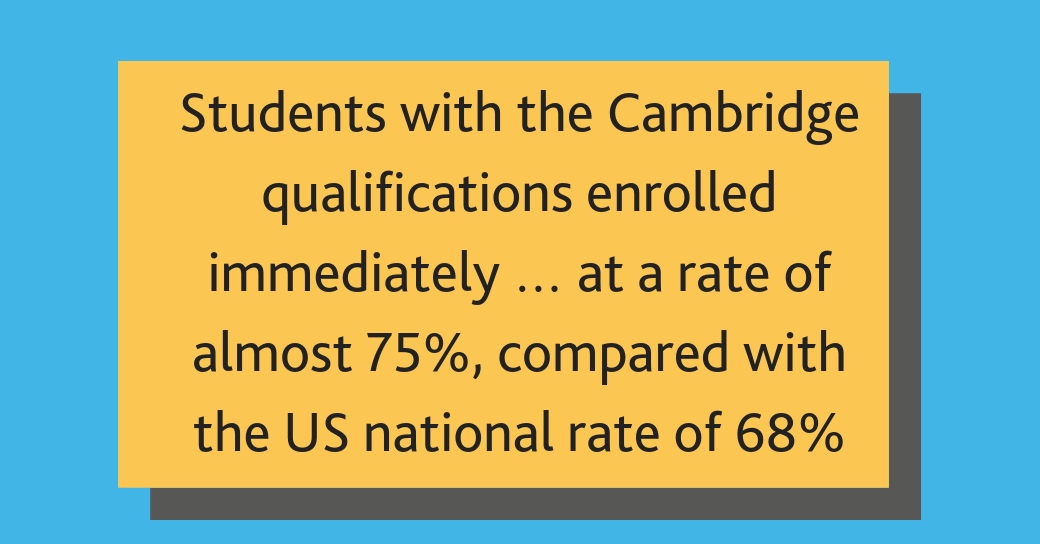 Students with the Cambridge
qualifications enrolled
immediately … at a rate of
almost 75%, compared with
the US national rate of 68%